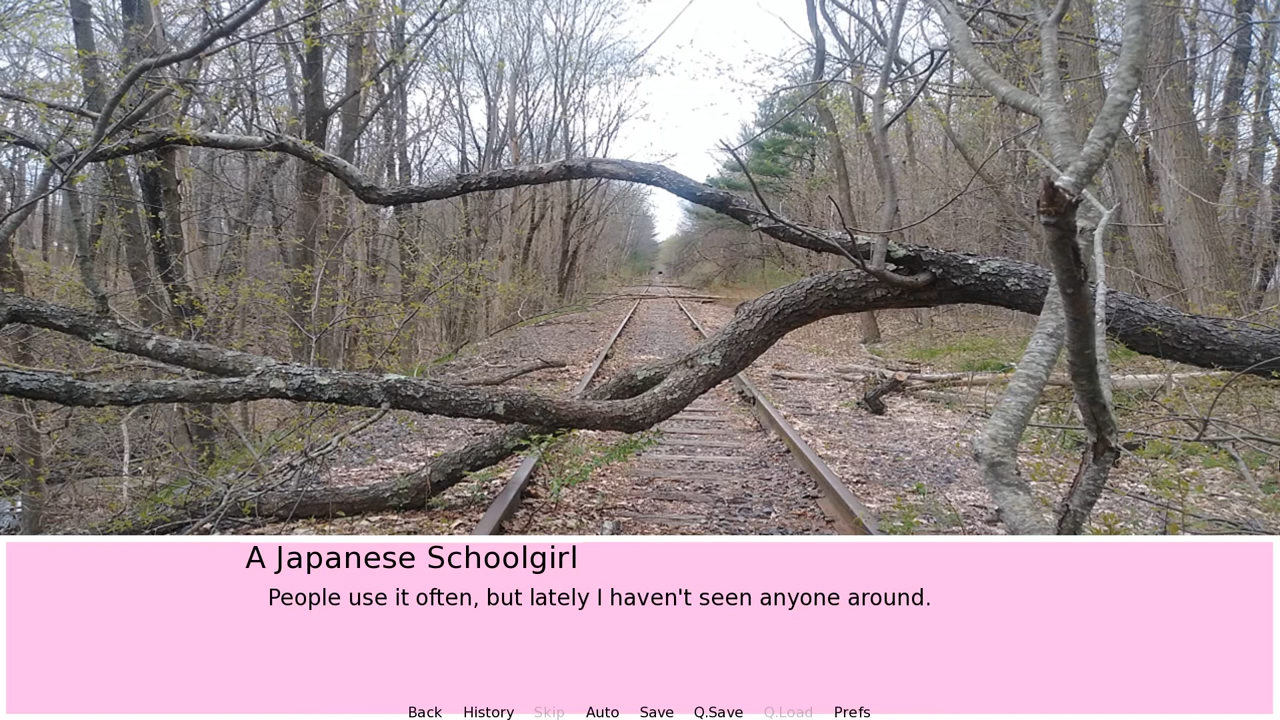 A Japanese Schoolgirl
People use it often, but lately I haven't seen anyone around.
Back History Skip Auto Save Q.Save Q.Load Prefs